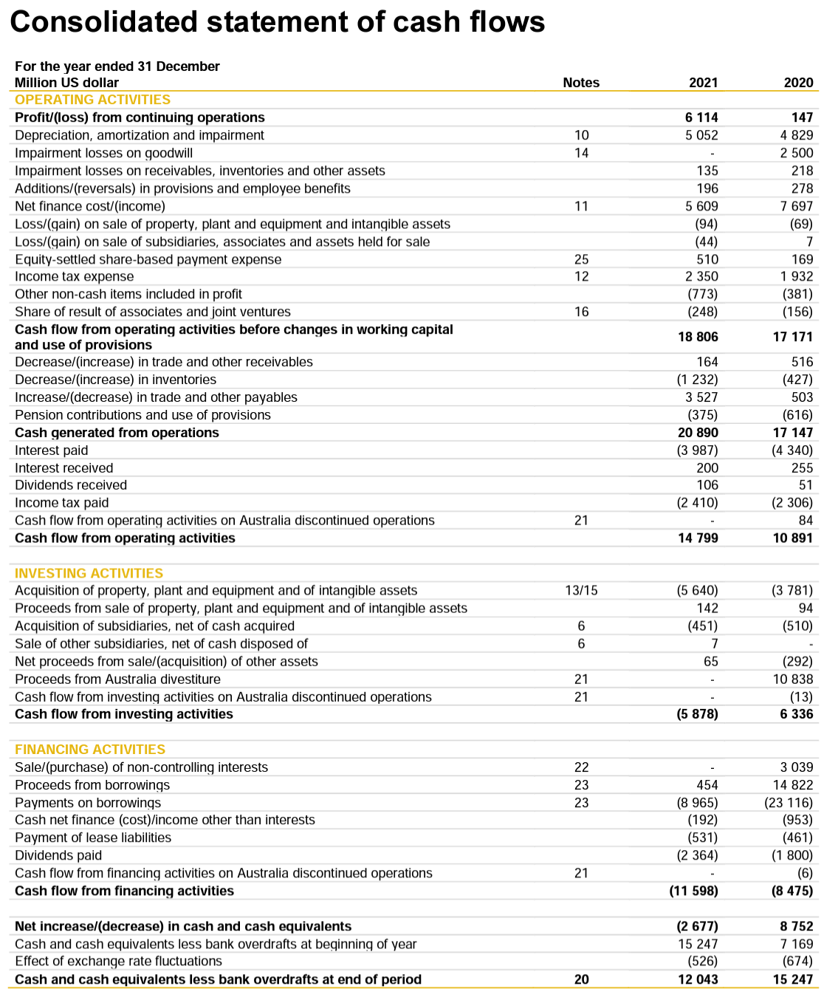 Consolidated statement of cash flows
For the year ended 31 December
Million US dollar Notes 2021 2020
OPERATING ACTIVITIES
Profit/(loss) from continuing operations 6 114 147
Depreciation, amortization and impairment 10 5 052 4 829
Impairment losses on goodwill 14 - 2 500
Impairment losses on receivables, inventories and other assets 135 218
Additions/(reversals) in provisions and employee benefits 196 278
Net finance cost/(income) 11 5 609 7 697
Loss/(gain) on sale of property, plant and equipment and intangible assets (94) (69)
Loss/(gain) on sale of subsidiaries, associates and assets held for sale (44) 7
Equity-settled share-based payment expense 25 510 169
Income tax expense 12 2 350 1 932
Other non-cash items included in profit (773) (381)
Share of result of associates and joint ventures 16 (248) (156)
Cash flow from operating activities before changes in working capital
and use of provisions 18 806 17 171
Decrease/(increase) in trade and other receivables 164 516
Decrease/(increase) in inventories (1 232) (427)
Increase/(decrease) in trade and other payables 3 527 503
Pension contributions and use of provisions (375) (616)
Cash generated from operations 20 890 17 147
Interest paid (3 987) (4 340)
Interest received 200 255
Dividends received 106 51
Income tax paid (2 410) (2 306)
Cash flow from operating activities on Australia discontinued operations 21 - 84
Cash flow from operating activities 14 799 10 891
INVESTING ACTIVITIES
Acquisition of property, plant and equipment and of intangible assets 13/15 (5 640) (3 781)
Proceeds from sale of property, plant and equipment and of intangible assets 142 94
Acquisition of subsidiaries, net of cash acquired 6 (451) (510)
Sale of other subsidiaries, net of cash disposed of 6 7 -
Net proceeds from sale/(acquisition) of other assets 65 (292)
Proceeds from Australia divestiture 21 - 10 838
Cash flow from investing activities on Australia discontinued operations 21 - (13)
Cash flow from investing activities (5 878) 6 336
FINANCING ACTIVITIES
Sale/(purchase) of non-controlling interests 22 - 3 039
Proceeds from borrowings 23 454 14 822
Payments on borrowings 23 (8 965) (23 116)
Cash net finance (cost)/income other than interests (192) (953)
Payment of lease liabilities (531) (461)
Dividends paid (2 364) (1 800)
Cash flow from financing activities on Australia discontinued operations 21 - (6)
Cash flow from financing activities (11 598) (8 475)
Net increase/(decrease) in cash and cash equivalents (2 677) 8 752
Cash and cash equivalents less bank overdrafts at beginning of year 15 247 7 169
Effect of exchange rate fluctuations (526) (674)
Cash and cash equivalents less bank overdrafts at end of period 20 12 043 15 247